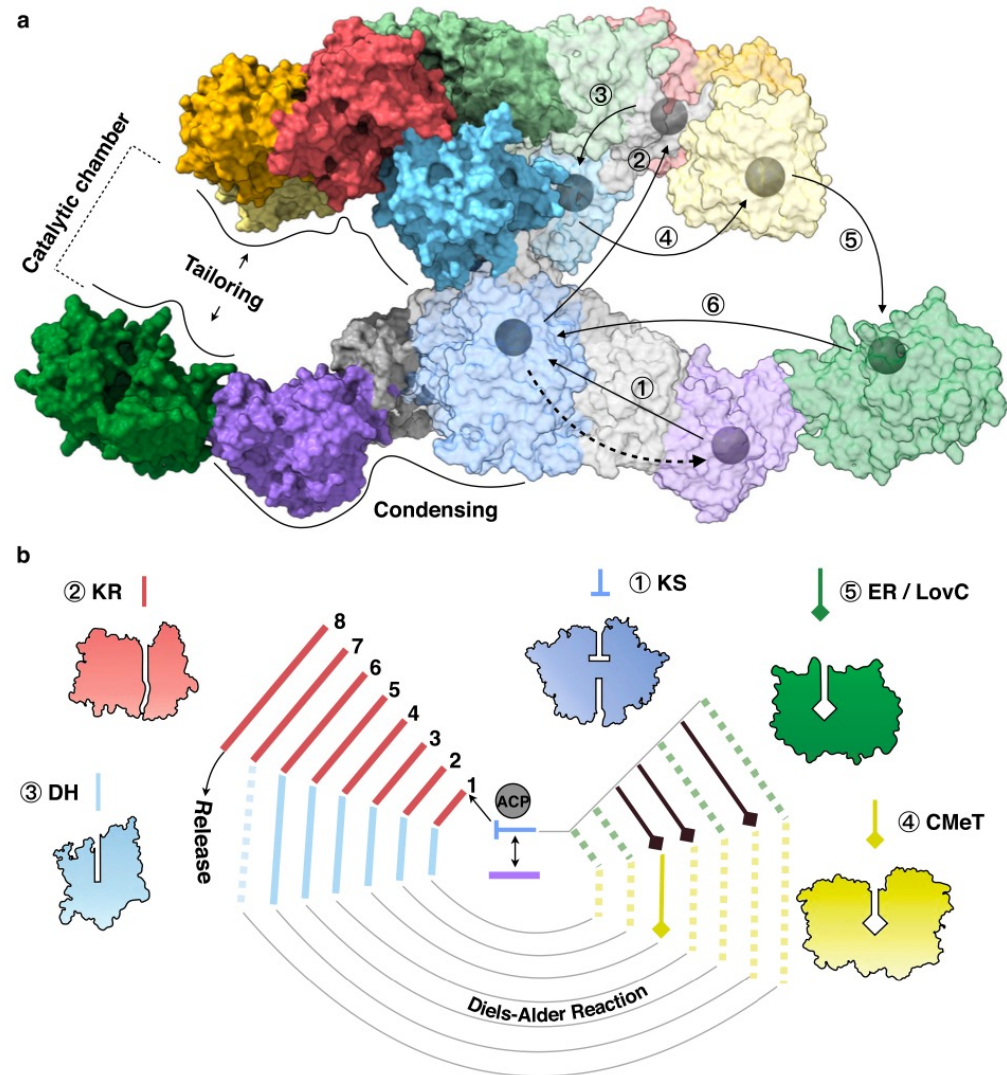 a
Catalytic chamber
Tailoring
Condensing
③
②
④
⑤
⑥
①
b
② KR
① KS
⑤ ER / LovC
③ DH
④ CMeT
8
7
6
5
4
3
2
1
ACP
Release
Diels-Alder Reaction